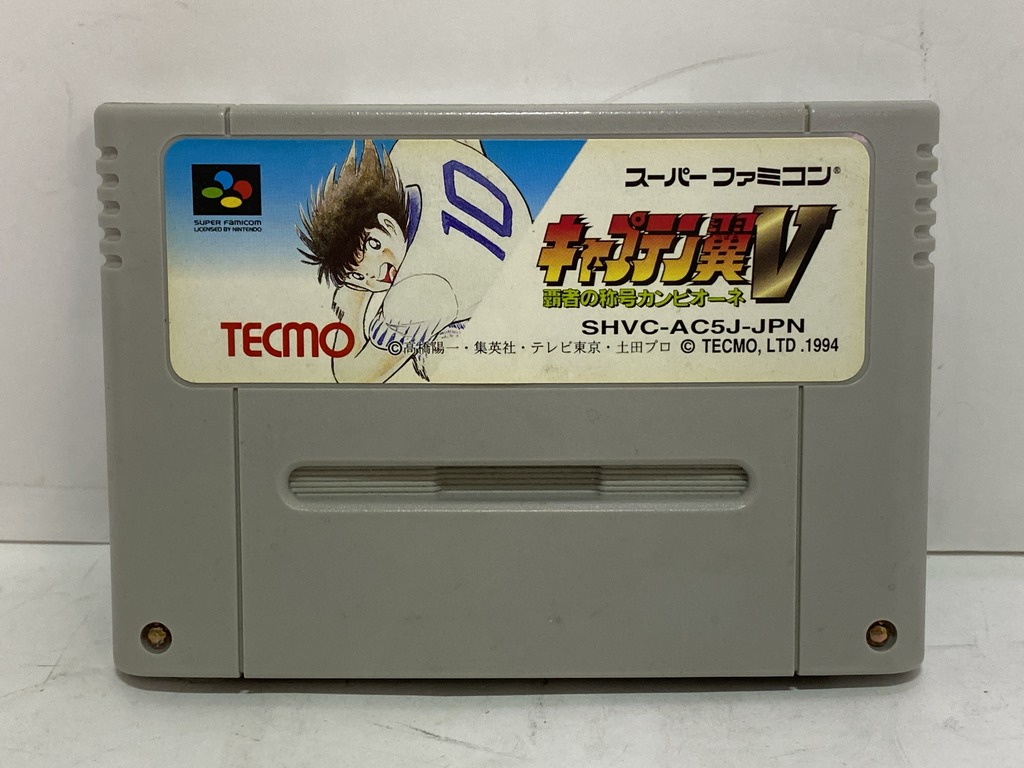 スーパーファミコン®
SUPER FAMICOM
LICENSED BY NINTENDO
10
キャプテン翼V
覇者の称号カンピオーネ
SHVC-AC5J-JPN
TECMO
©高橋陽一・集英社・テレビ東京・土田プロ © TECMO, LTD .1994